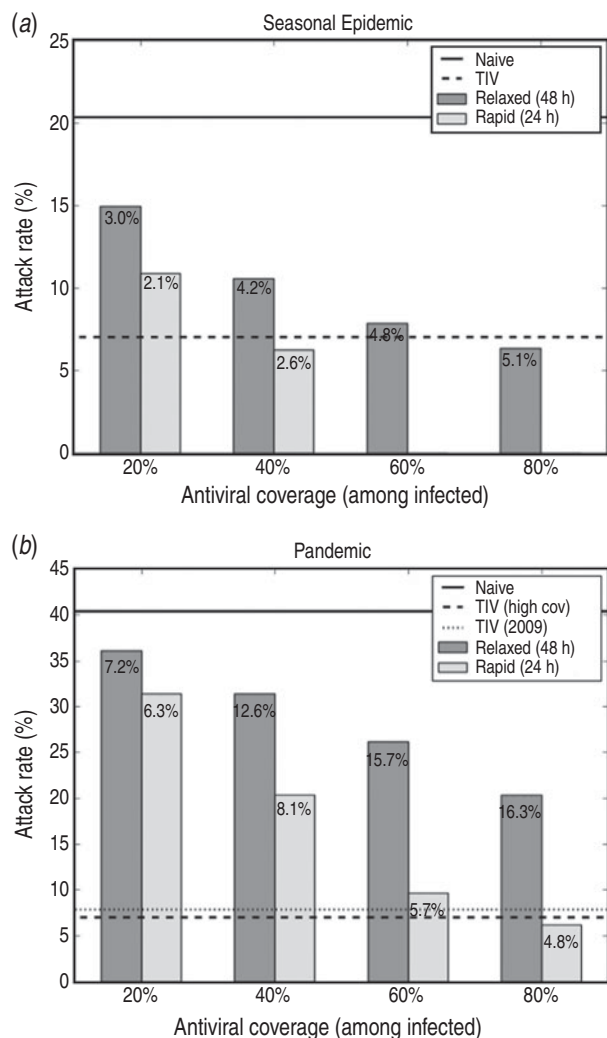 (a)
Seasonal Epidemic
25
20
15
10
5
0
Attack rate (%)
Naive
TIV
Relaxed (48 h)
Rapid (24 h)
3.0%
2.1%
4.2%
2.6%
4.8%
5.1%
20%
40%
60%
80%
Antiviral coverage (among infected)
(b)
Pandemic
45
40
35
30
25
20
15
10
5
0
Attack rate (%)
Naive
TIV (high cov)
TIV (2009)
Relaxed (48 h)
Rapid (24 h)
7.2%
6.3%
12.6%
8.1%
15.7%
5.7%
16.3%
4.8%
20%
40%
60%
80%
Antiviral coverage (among infected)